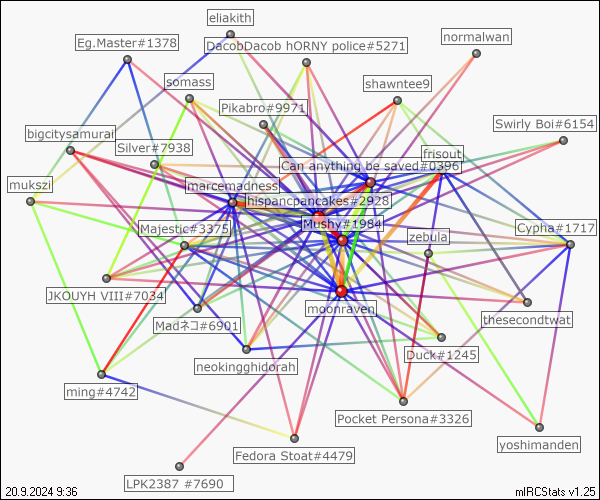 eliakith
normalwan
Eg.Master#1378
DacobDacob hORNY police#5271
somass
shawntee9
Pikabro#9971
Swirly Boi#6154
bigcitysamurai
Silver#7938
frisout
Can anything be saved#0396
mukszi
marcemadness
hispancpancakes#2928
Majestic#3375
Mushy#1984
Cypha#1717
zebula
JKOUYH VIII#7034
moonraven
thesecondtwat
Madネコ#6901
Duck#1245
neokingghidorah
ming#4742
Pocket Persona#3326
yoshimanden
Fedora Stoat#4479
LPK2387 #7690
20.9.2024 9:36
mIRCStats v1.25